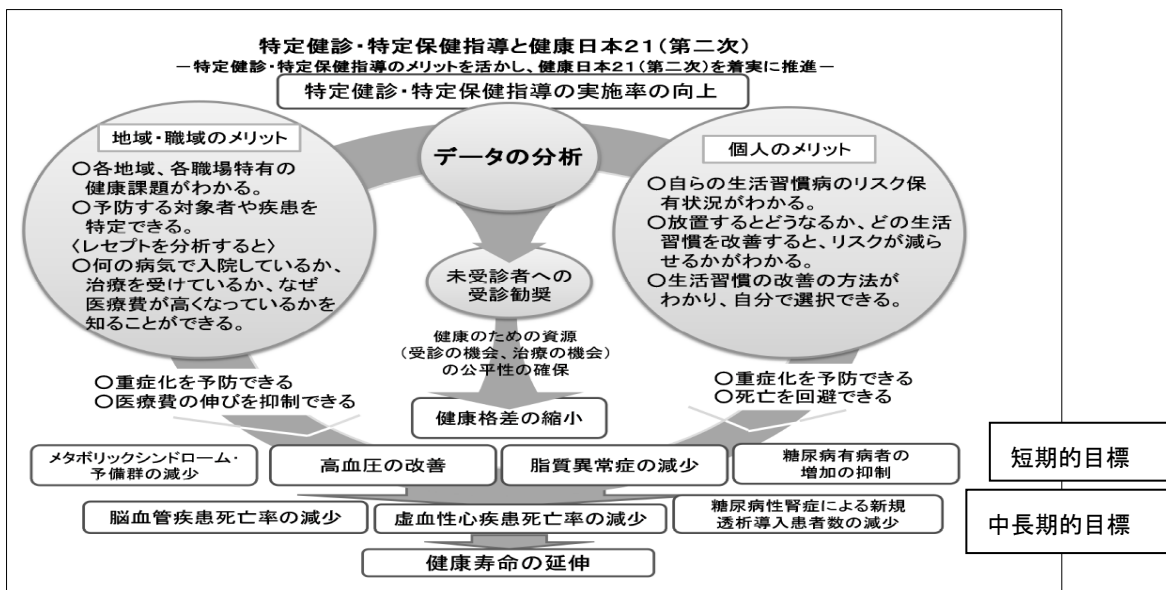 特定健診・特定保健指導と健康日本21(第二次)
－特定健診・特定保健指導のメリットを活かし、健康日本21(第二次)を着実に推進－
特定健診・特定保健指導の実施率の向上
地域・職域のメリット
〇各地域、各職場特有の
健康課題がわかる。
〇予防する対象者や疾患を
特定できる。
〈レセプトを分析すると〉
〇何の病気で入院しているか、
治療を受けているか、なぜ
医療費が高くなっているかを
知ることができる。
データの分析
個人のメリット
〇自らの生活習慣病のリスク保
有状況がわかる。
〇放置するとどうなるか、どの生活
習慣を改善すると、リスクが減ら
せるかがわかる。
〇生活習慣の改善の方法が
わかり、自分で選択できる。
未受診者への
受診勧奨
健康のための資源
(受診の機会、治療の機会)
の公平性の確保
〇重症化を予防できる
〇医療費の伸びを抑制できる
〇重症化を予防できる
〇死亡を回避できる
健康格差の縮小
メタボリックシンドローム・
予備群の減少
高血圧の改善
脂質異常症の減少
糖尿病有病者の
増加の抑制
短期的目標
脳血管疾患死亡率の減少
虚血性心疾患死亡率の減少
糖尿病性腎症による新規
透析導入患者数の減少
中長期的目標
健康寿命の延伸